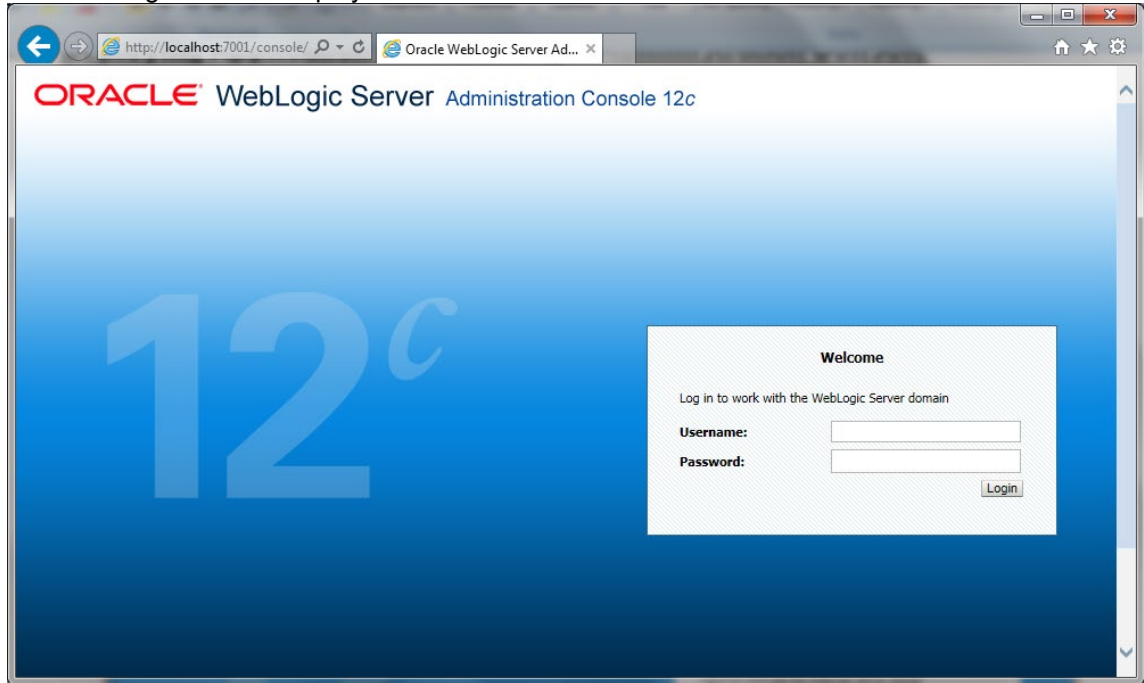 http://localhost:7001/console/
Oracle WebLogic Server Ad...
ORACLE WebLogic Server Administration Console 12c
12c
Welcome
Log in to work with the WebLogic Server domain
Username:
Password:
Login